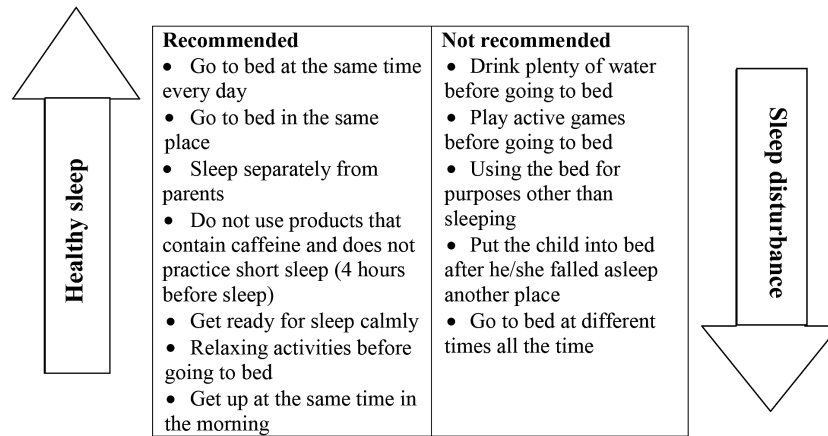 Healthy sleep
Recommended
• Go to bed at the same time
every day
• Go to bed in the same
place
• Sleep separately from
parents
• Do not use products that
contain caffeine and does not
practice short sleep (4 hours
before sleep)
• Get ready for sleep calmly
• Relaxing activities before
going to bed
• Get up at the same time in
the morning
Not recommended
• Drink plenty of water
before going to bed
• Play active games
before going to bed
• Using the bed for
purposes other than
sleeping
• Put the child into bed
after he/she falled asleep
another place
• Go to bed at different
times all the time
Sleep disturbance